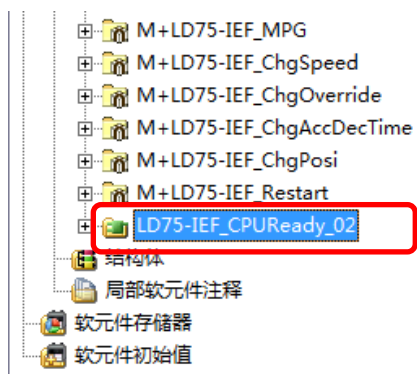 M+LD75-IEF_MPG
M+LD75-IEF_ChgSpeed
M+LD75-IEF_ChgOverride
M+LD75-IEF_ChgAccDecTime
M+LD75-IEF_ChgPosi
M+LD75-IEF_Restart
LD75-IEF_CPUReady_02
结构体
局部软元件注释
软元件存储器
软元件初始值